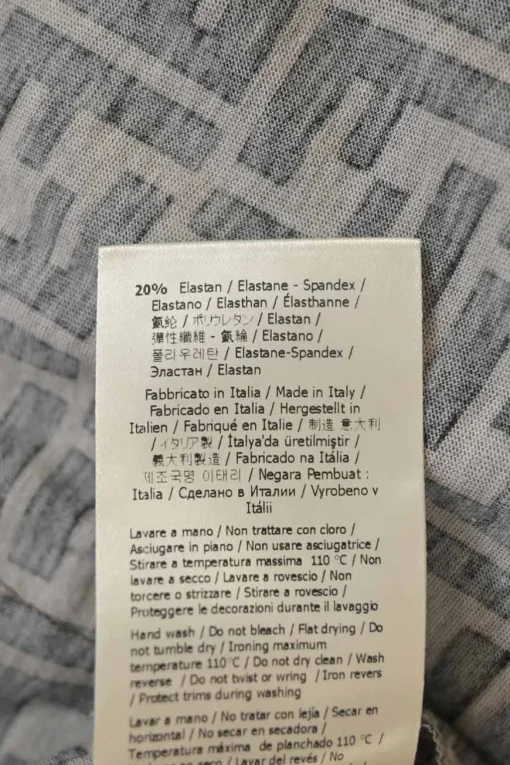 20% Elastan / Elastane - Spandex /
Elastano / Elasthan / Élasthanne /
氨纶 / ポリウレタン / Elastan /
彈性纖維 - 氨綸 / Elastano /
폴리우레탄 / Elastane-Spandex /
Эластан / Elastan
Fabbricato in Italia / Made in Italy /
Fabricado en Italia / Hergestellt in
Italien / Fabriqué en Italie / 制造 意大利
/ イタリア製 / İtalya'da üretilmiştir /
義大利製造 / Fabricado na Itália /
제조국명 이태리 / Negara Pembuat :
Italia / Сделано в Италии / Vyrobeno v
Itálii
Lavare a mano / Non trattare con cloro /
Asciugare in piano / Non usare asciugatrice /
Stirare a temperatura massima 110 °C / Non
lavare a secco / Lavare a rovescio / Non
torcere o strizzare / Stirare a rovescio /
Proteggere le decorazioni durante il lavaggio
Hand wash / Do not bleach / Flat drying / Do
not tumble dry / Ironing maximum
temperature 110°C / Do not dry clean / Wash
reverse / Do not twist or wring / Iron revers
/ Protect trims during washing
Lavar a mano / No tratar con lejía / Secar en
horizontal / No secar en secadora /
Temperatura máxima de planchado 110 °C /
seco / Lavar del revés / No